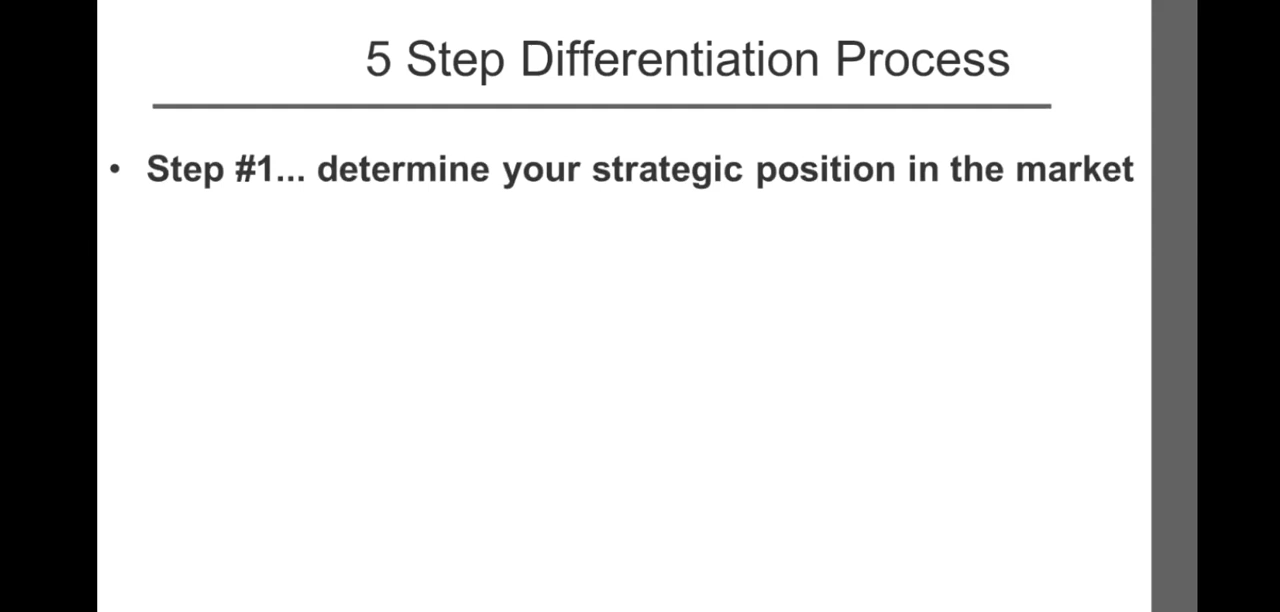 5 Step Differentiation Process
• Step #1... determine your strategic position in the market